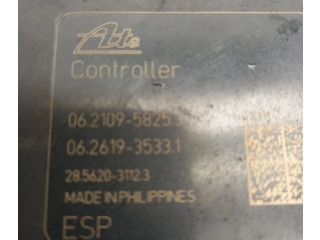 Ate
Controller
06.2109-5825.3
06.2619-3533.1
28.5620-3112.3
MADE IN PHILIPPINES
ESP